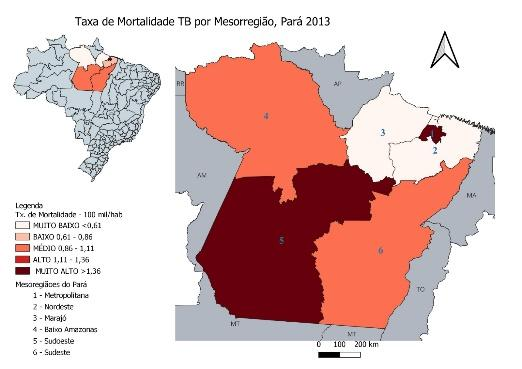 Taxa de Mortalidade TB por Mesorregião, Pará 2013
RR
AP
4
3
1
2
AM
MA
5
6
TO
MT
MT
Legenda
Tx. de Mortalidade - 100 mil/hab
MUITO BAIXO <0,61
BAIXO 0,61 - 0,86
MÉDIO 0,86 - 1,11
ALTO 1,11 - 1,36
MUITO ALTO >1.36
Mesoregiões do Pará
1 - Metropolitana
2 - Nordeste
3 - Marajó
4 - Baixo Amazonas
5 - Sudoeste
6 - Sudeste
0 100 200 km